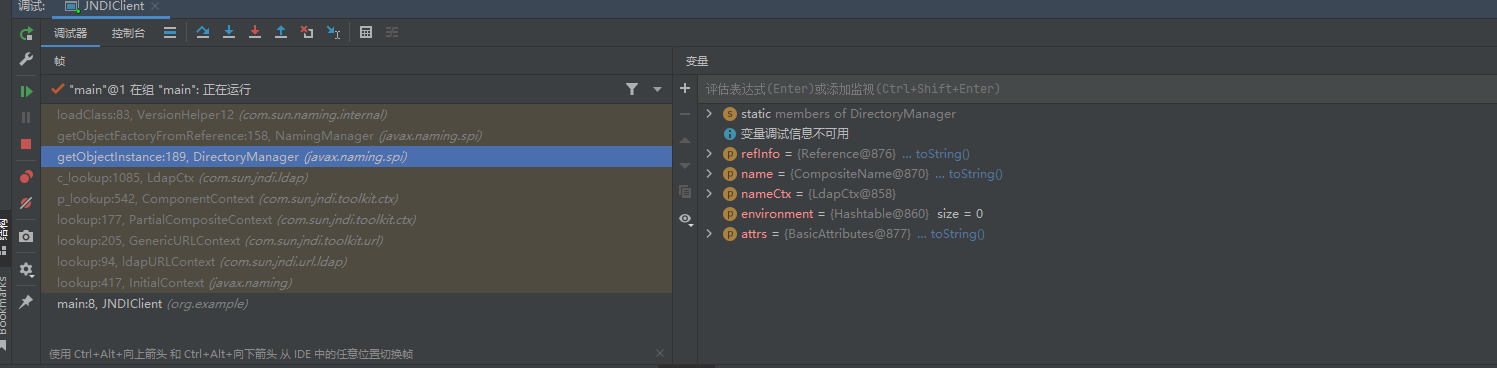 调试: JNDIClient
调试器 控制台
帧
变量
"main"@1 在组 "main": 正在运行
评估表达式(Enter)或添加监视(Ctrl+Shift+Enter)
loadClass:83, VersionHelper12 (com.sun.naming.internal)
getObjectFactoryFromReference:158, NamingManager (javax.naming.spi)
getObjectInstance:189, DirectoryManager (javax.naming.spi)
c_lookup:1085, LdapCtx (com.sun.jndi.ldap)
p_lookup:542, ComponentContext (com.sun.jndi.toolkit.ctx)
lookup:177, PartialCompositeContext (com.sun.jndi.toolkit.ctx)
lookup:205, GenericURLContext (com.sun.jndi.toolkit.url)
lookup:94, ldapURLContext (com.sun.jndi.url.ldap)
lookup:417, InitialContext (javax.naming)
main:8, JNDIClient (org.example)
使用 Ctrl+Alt+向上箭头 和 Ctrl+Alt+向下箭头 从 IDE 中的任意位置切换帧
static members of DirectoryManager
变量调试信息不可用
refInfo = {Reference@876} ... toString()
name = {CompositeName@870} ... toString()
nameCtx = {LdapCtx@858}
environment = {Hashtable@860} size = 0
attrs = {BasicAttributes@877} ... toString()
结构
Bookmarks